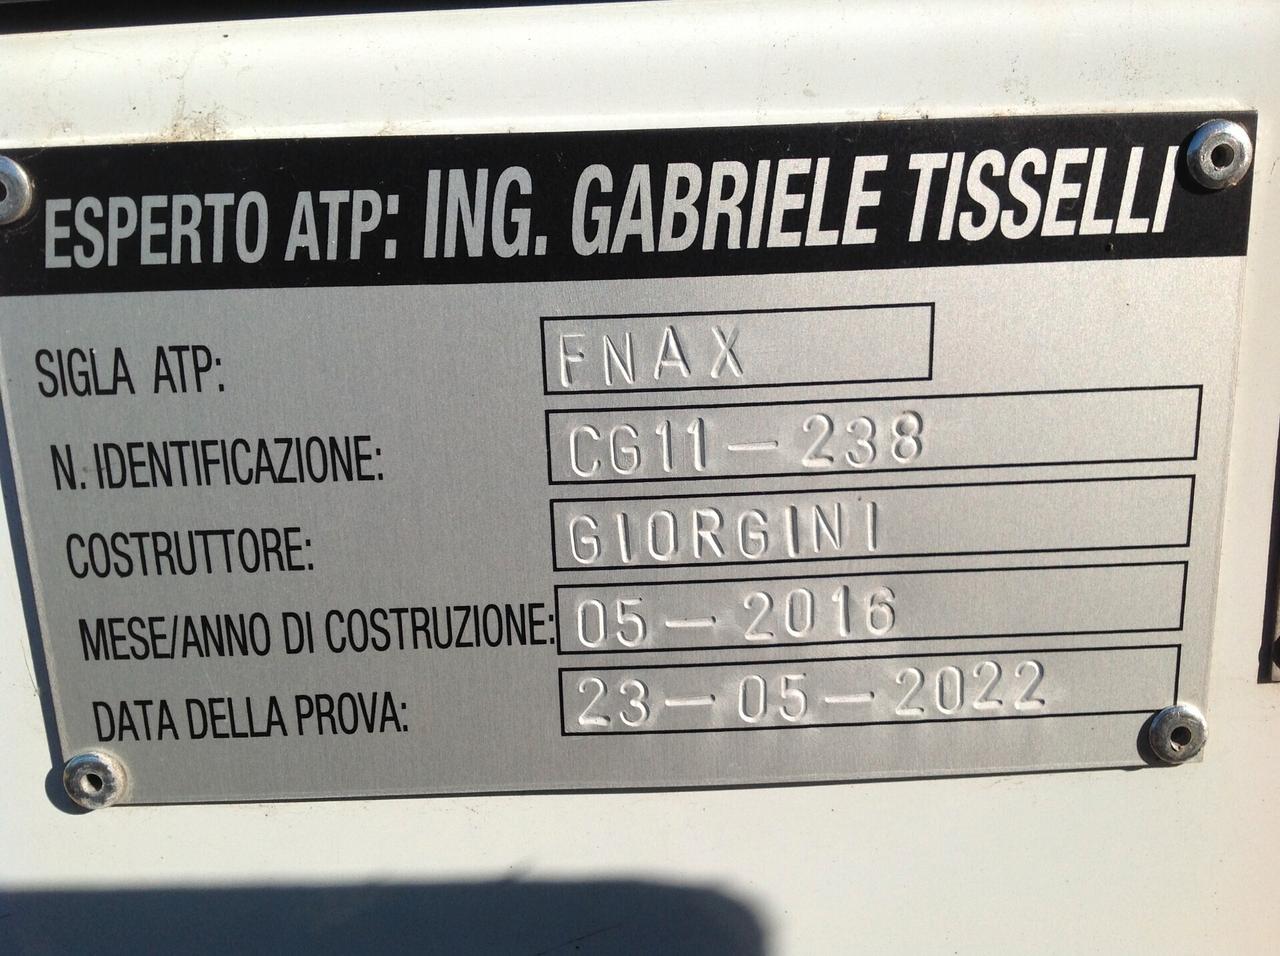 ESPERTO ATP: ING. GABRIELE TISSELLI
SIGLA ATP: FNAX
N. IDENTIFICAZIONE: CG11-238
COSTRUTTORE: GIORGINI
MESE/ANNO DI COSTRUZIONE: 05-2016
DATA DELLA PROVA: 23-05-2022